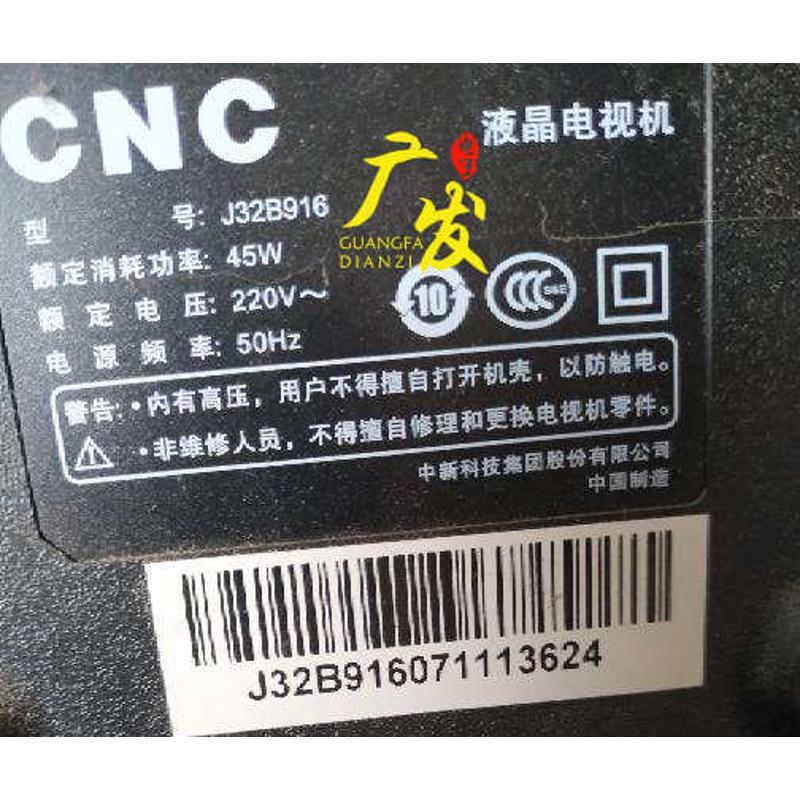 CNC
液晶电视机
型 号: J32B916
额定消耗功率: 45W
额 定 电 压: 220V～
电 源 频 率: 50Hz
广发
GUANGFA
DIANZI
10
CCC
警告: •内有高压，用户不得擅自打开机壳，以防触电。
•非维修人员，不得擅自修理和更换电视机零件。
中新科技集团股份有限公司
中国制造
J32B916071113624